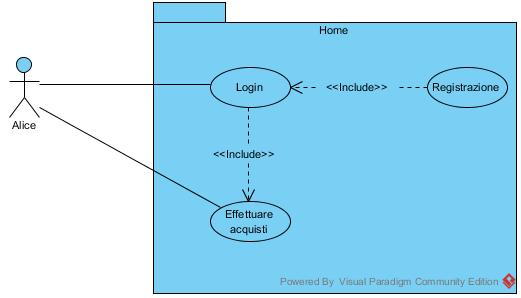 Home
Login
<<Include>>
Registrazione
Alice
<<Include>>
Effettuare
acquisti
Powered By Visual Paradigm Community Edition